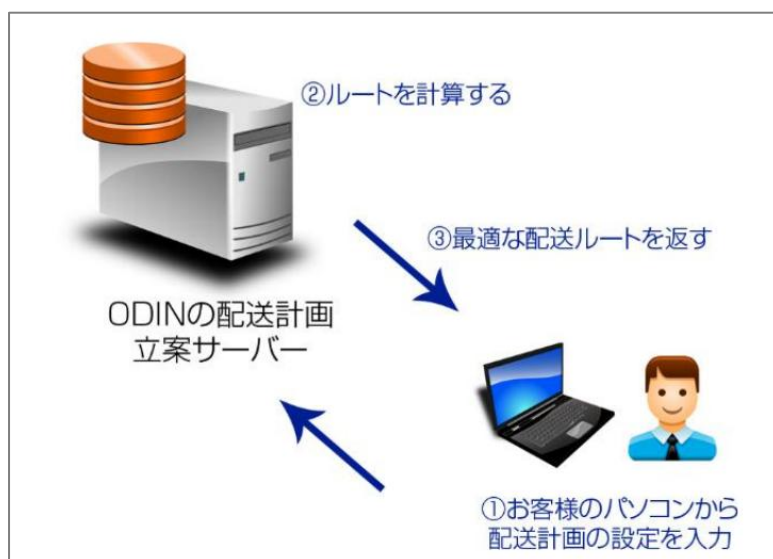 ②ルートを計算する
③最適な配送ルートを返す
ODINの配送計画
立案サーバー
①お客様のパソコンから
配送計画の設定を入力